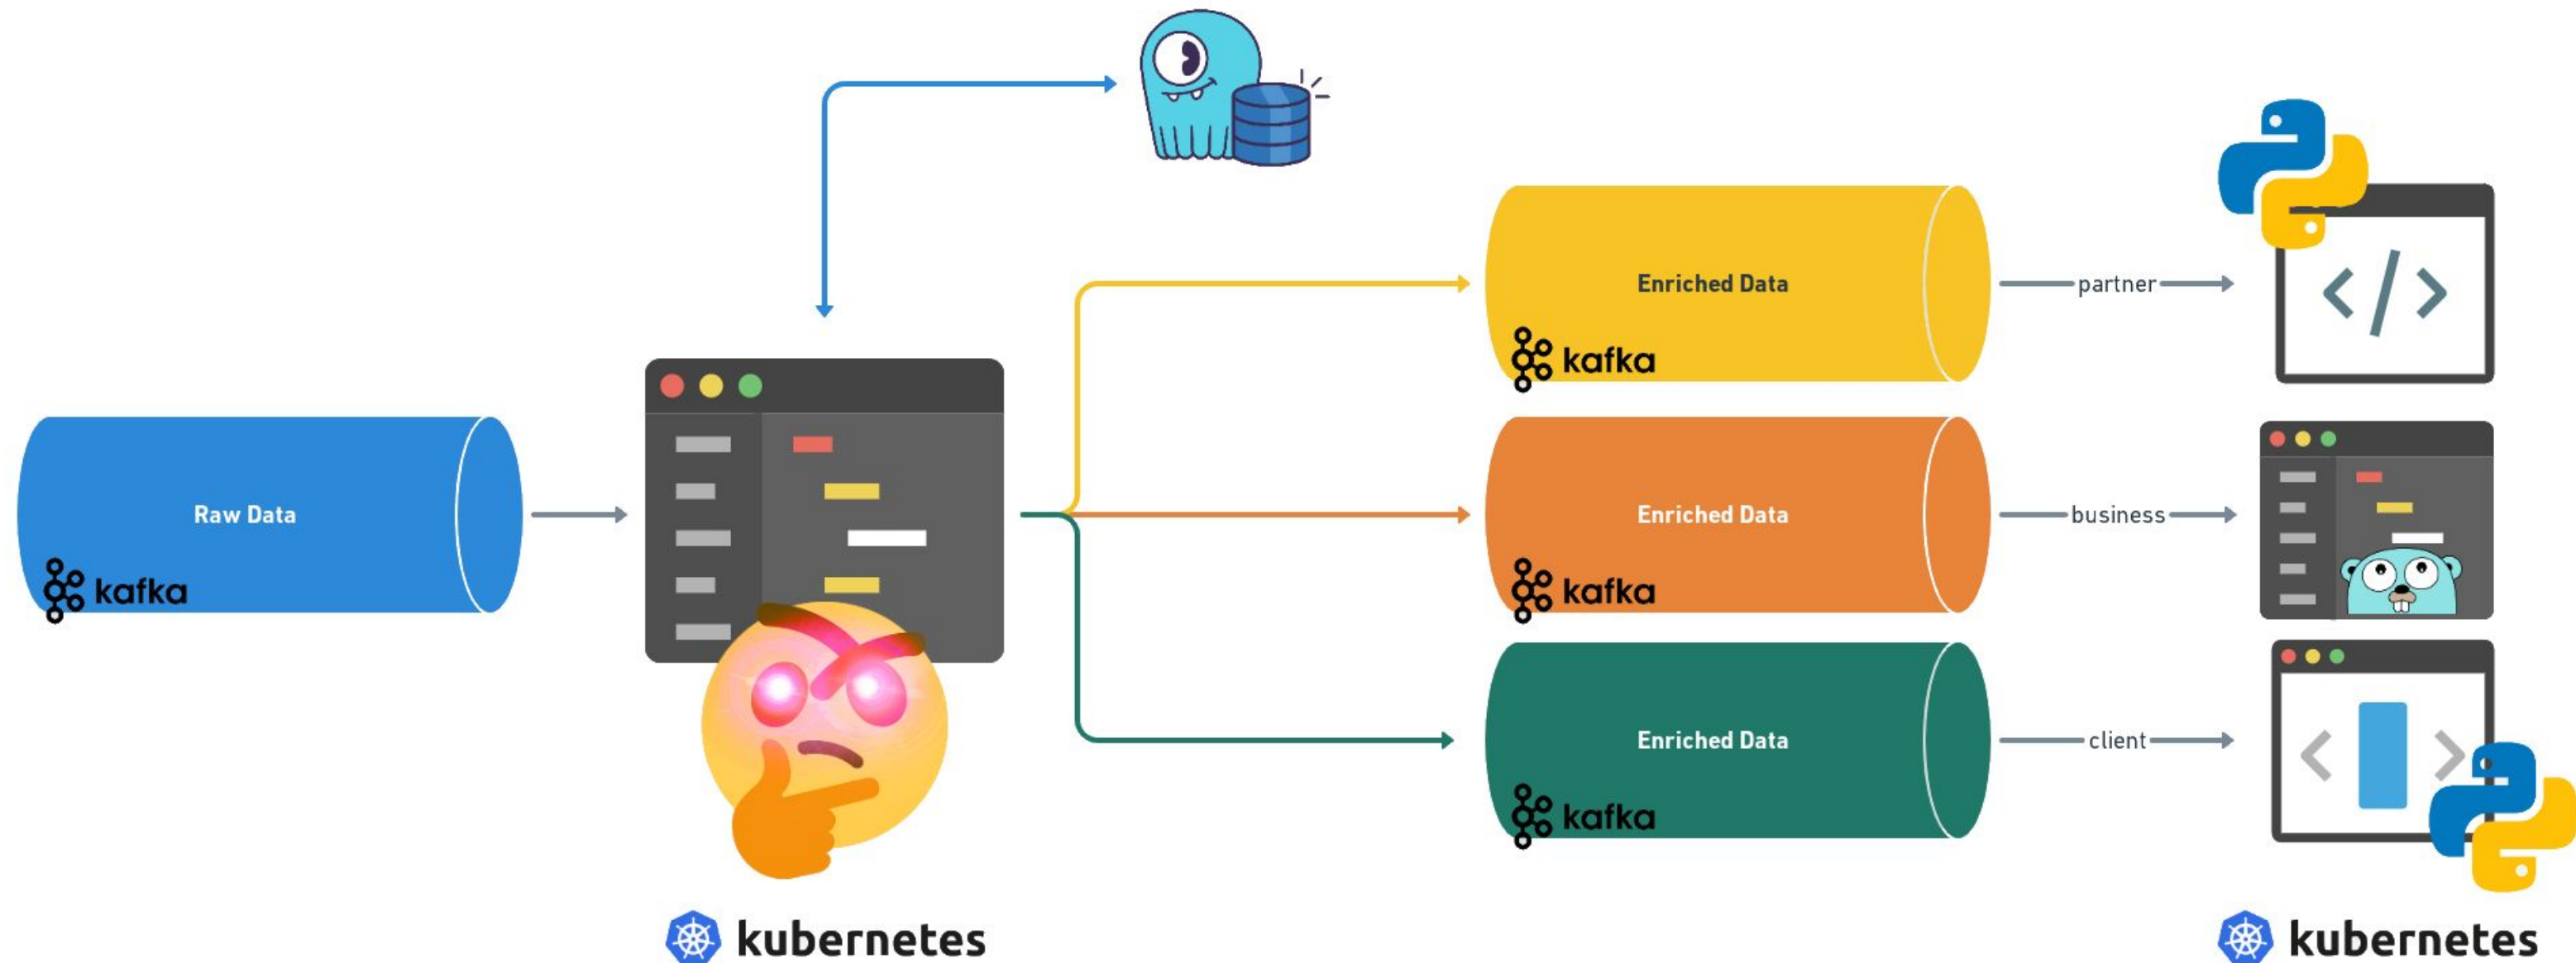 Raw Data
kafka
Enriched Data
kafka
partner
Enriched Data
kafka
business
Enriched Data
kafka
client
kubernetes
kubernetes